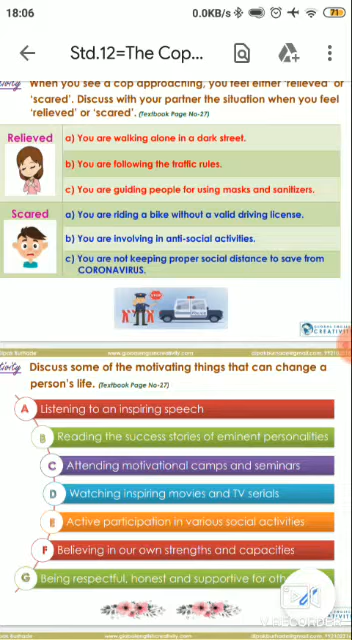 18:06
0.0KB/s
71
Std.12=The Cop...
When you see a cop approaching, you feel either 'relieved' or
'scared'. Discuss with your partner the situation when you feel
'relieved' or 'scared'. (Textbook Page No-27)
Relieved
a) You are walking alone in a dark street.
b) You are following the traffic rules.
c) You are guiding people for using masks and sanitizers.
Scared
a) You are riding a bike without a valid driving license.
b) You are involving in anti-social activities.
c) You are not keeping proper social distance to save from
CORONAVIRUS.
STOP
CREATIVITY
Discuss some of the motivating things that can change a
person's life. (Textbook Page No-27)
A Listening to an inspiring speech
B Reading the success stories of eminent personalities
C Attending motivational camps and seminars
D Watching inspiring movies and TV serials
E Active participation in various social activities
F Believing in our own strengths and capacities
G Being respectful, honest and supportive for oth
RECORDER